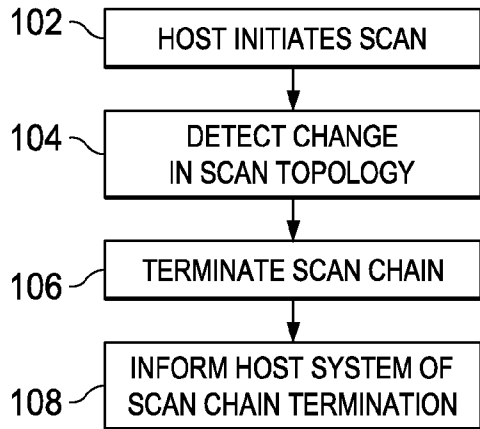 102
HOST INITIATES SCAN
104
DETECT CHANGE
IN SCAN TOPOLOGY
106
TERMINATE SCAN CHAIN
108
INFORM HOST SYSTEM OF
SCAN CHAIN TERMINATION